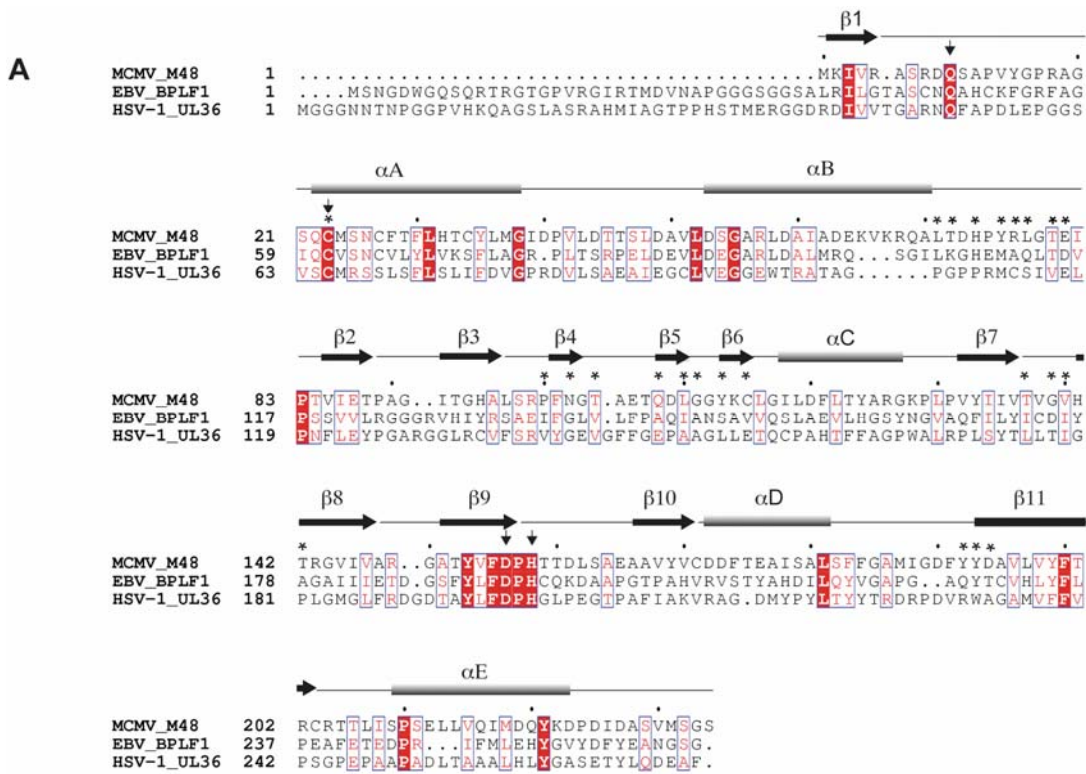 A
β1
MCMV_M48 1 .........................................MKIVR.ASRDQSAPVYGPRAG
EBV_BPLF1 1 ....MSNGDWGQSQRTRGTGPVRGIRTMDVNAPGGGSGGSALRILGTASCNQAHCKFGRFAG
HSV-1_UL36 1 MGGGNNTNPGGPVHKQAGSLASRAHMIAGTPPHSTMERGGDRDIVVTGARNQFAPDLEPGGS
αA αB
* * * * * * * * *
MCMV_M48 21 SQCMSNCFTFLHTCYLMGIDPVLDTTSLDAVLDSGARLDAIADEKVKRQALTDHPYRLGTEI
EBV_BPLF1 59 IQCVSNCVLYLVKSFLAGR.PLTSRPELDEVLDEGARLDALMRQ...SGILKGHEMAQLTDV
HSV-1_UL36 63 VSCMRSSLSFLSLIFDVGPRDVLSAEAIEGCLVEGGEWTRATAG......PGPPRMCSIVEL
β2 β3 β4 β5 β6 αC β7
* * * * * * * * * * *
MCMV_M48 83 PTVIETPAG..ITGHALSRPFNGT.AETQDLGGYKCLGILDFLTYARGKPLPVYIIVTVGVH
EBV_BPLF1 117 PSSVVLRGGGRVHIYRSAEIFGLV.LFPAQIANSAVVQSLAEVLHGSYNGVAQFILYICDIY
HSV-1_UL36 119 PNFLEYPGARGGLRCVFSRVYGEVGFFGEPAAGLLETQCPAHTFFAGPWALRPLSYTLLTIG
β8 β9 β10 αD β11
* * * *
MCMV_M48 142 TRGVIVAR..GATYVFDPHTTDLSAEAAVYVCDDFTEAISALSFFGAMIGDFYYDAVLVYFT
EBV_BPLF1 178 AGAIIIETD.GSFYLFDPHCQKDAAPGTPAHVRVSTYAHDILQYVGAPG.AQYTCVHLYFL
HSV-1_UL36 181 PLGMGLFRDGDTAYLFDPHGLPEGTPAFIAKVRAG.DMYPYLTYYTRDRPDVRWAGAMVFFV
αE
MCMV_M48 202 RCRTTLISPSELLVQIMDQYKDPDIDASVMSGS
EBV_BPLF1 237 PEAFETEDPR...IFMLEHYGVYDFYEANGSG.
HSV-1_UL36 242 PSGPEPAAPADLTAAALHLYGASETYLQDEAF.